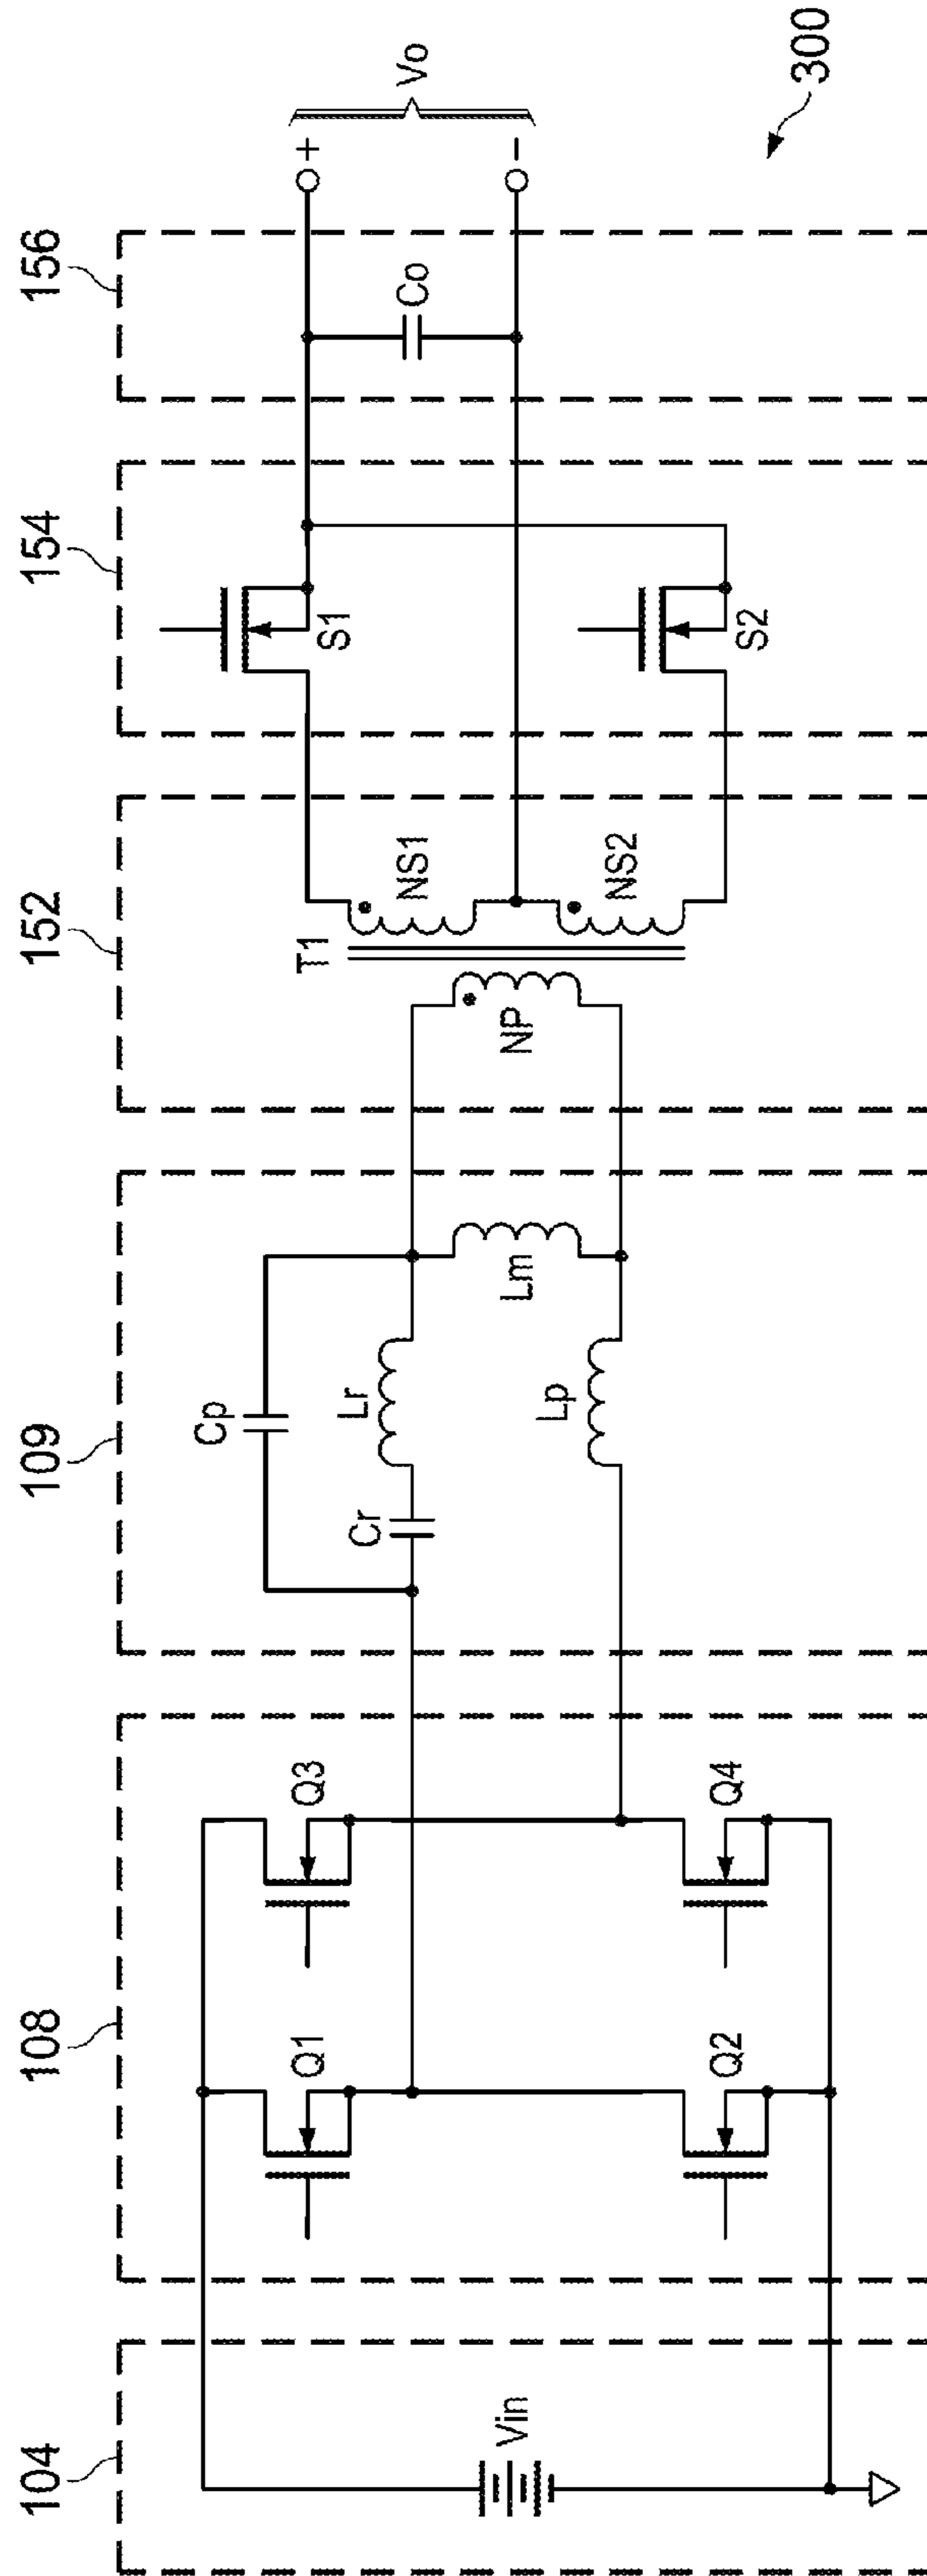 104
108
109
152
154
156
Vin
Q1
Q3
Q2
Q4
Cp
Cr
Lr
Lm
Lp
T1
NP
NS1
NS2
S1
S2
Co
+
Vo
-
300